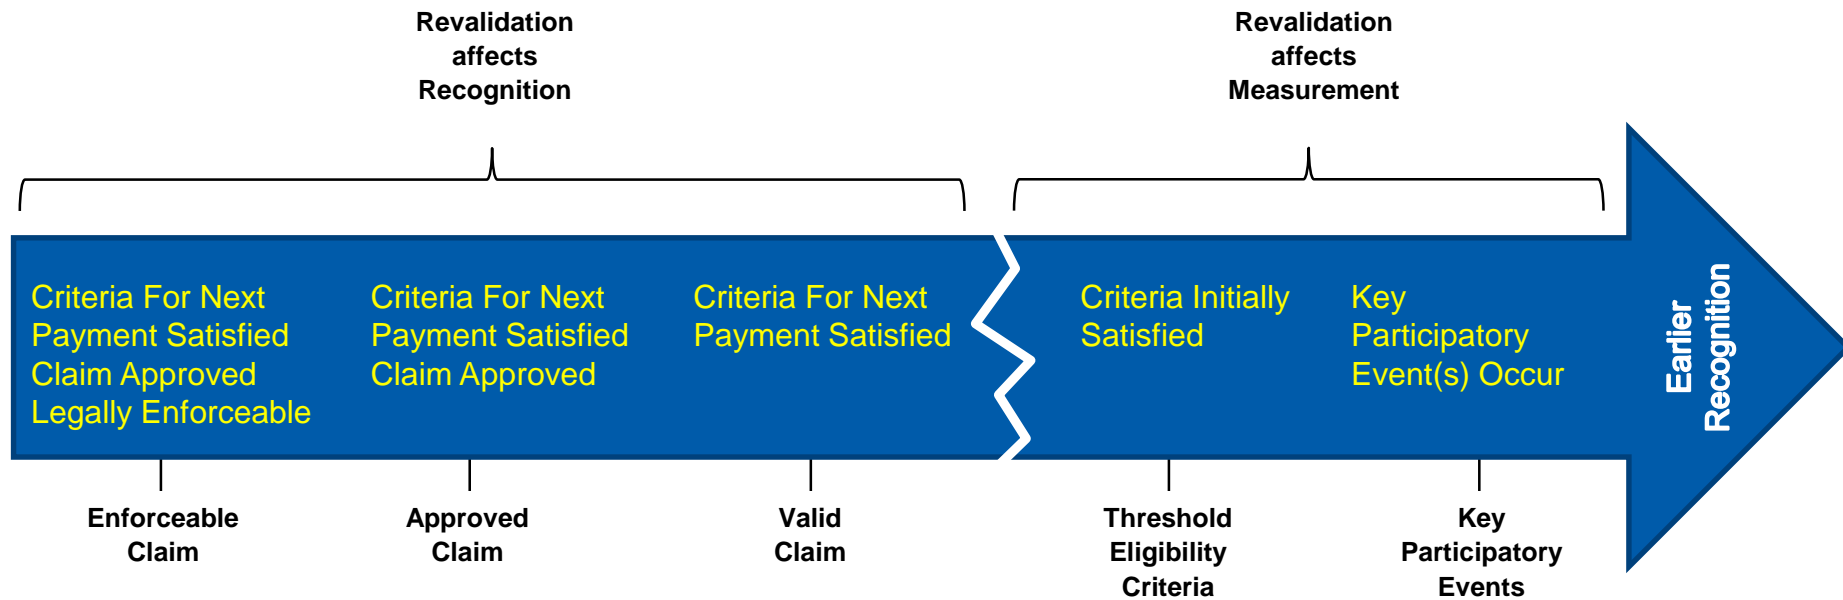 Revalidation
affects
Recognition
Revalidation
affects
Measurement
Criteria For Next
Payment Satisfied
Claim Approved
Legally Enforceable
Criteria For Next
Payment Satisfied
Claim Approved
Criteria For Next
Payment Satisfied
Criteria Initially
Satisfied
Key
Participatory
Event(s) Occur
Earlier
Recognition
Enforceable
Claim
Approved
Claim
Valid
Claim
Threshold
Eligibility
Criteria
Key
Participatory
Events